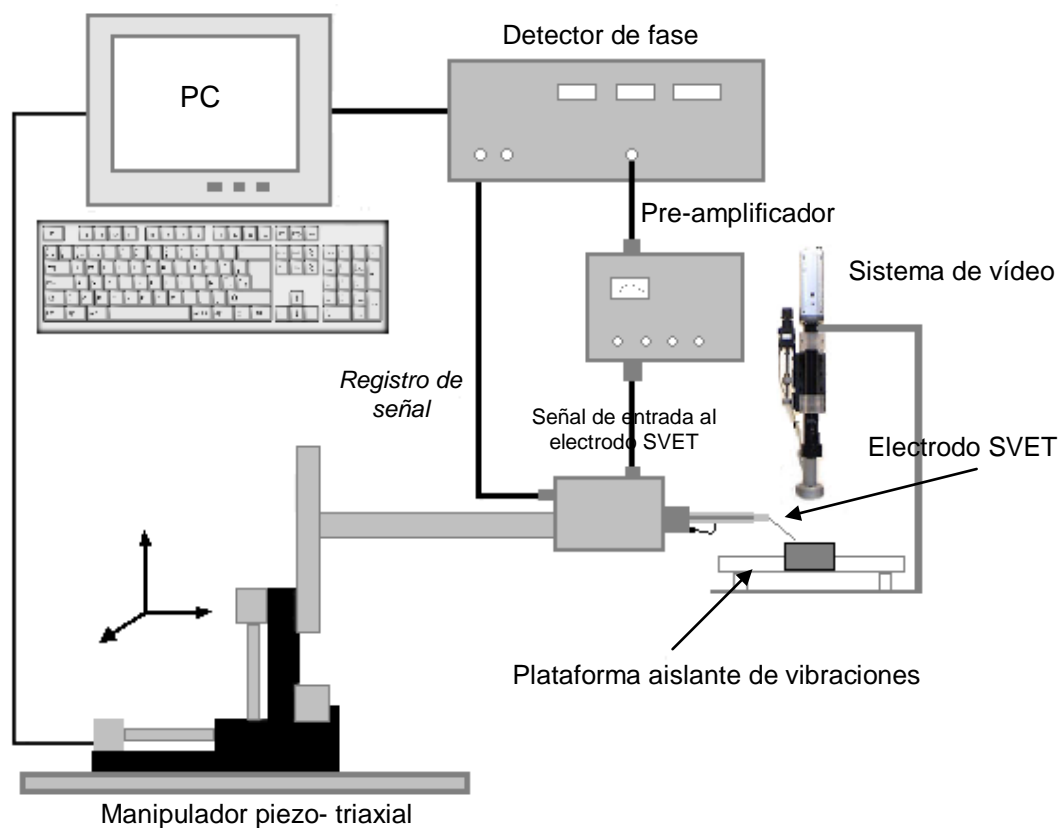 Detector de fase
PC
Pre-amplificador
Sistema de vídeo
Registro de
señal
Señal de entrada al
electrodo SVET
Electrodo SVET
Plataforma aislante de vibraciones
Manipulador piezo- triaxial